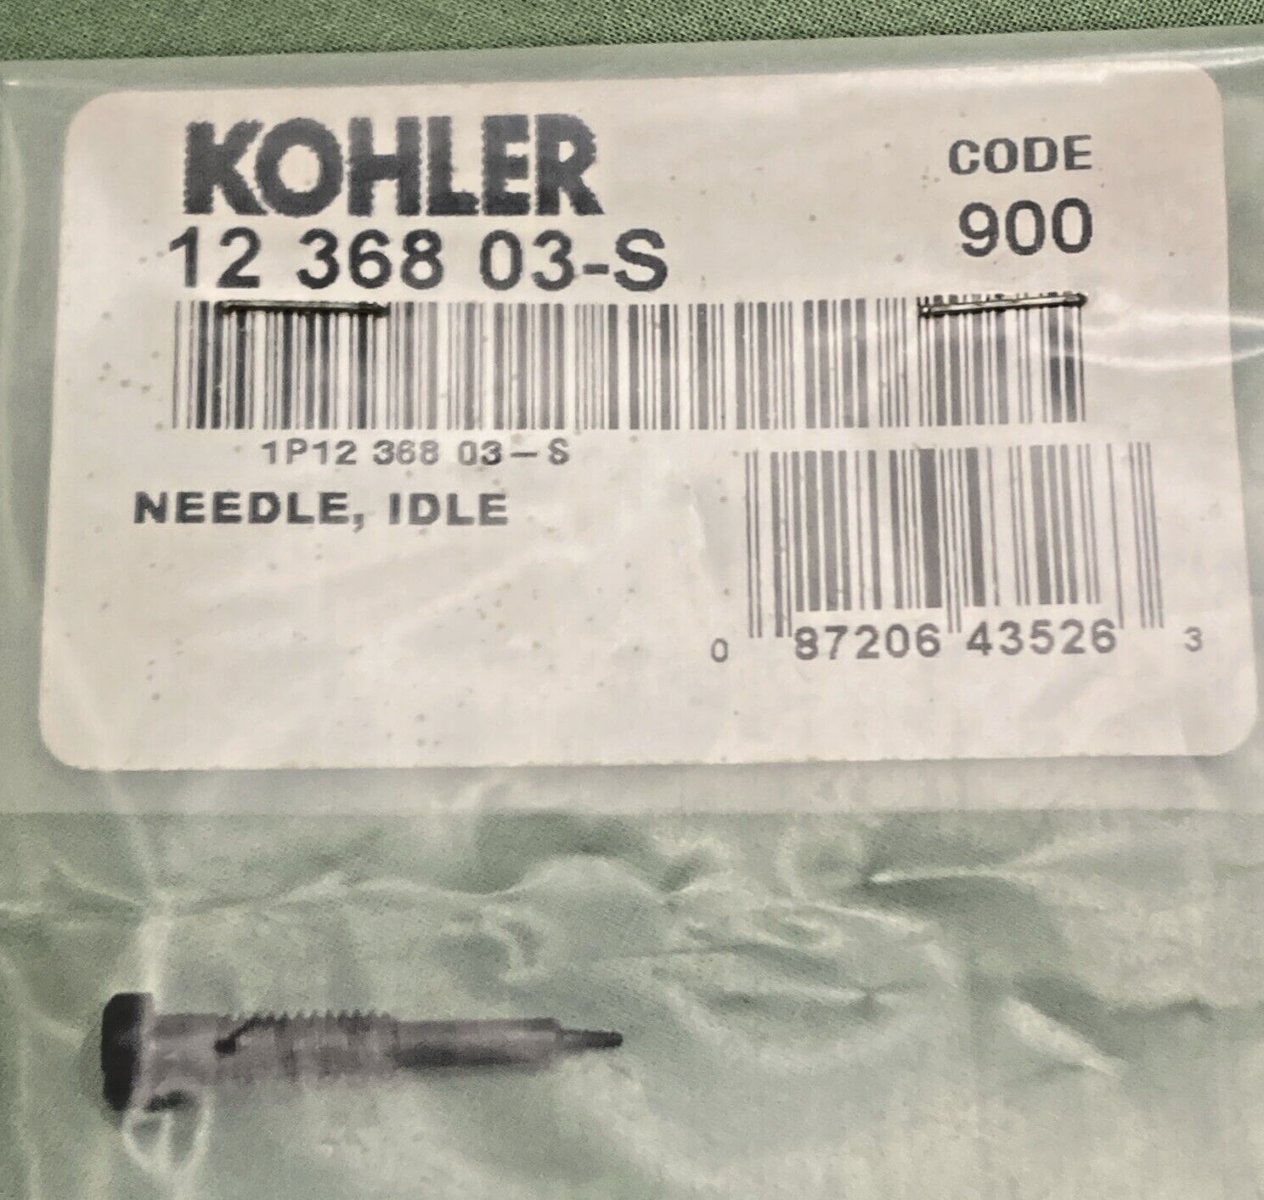 KOHLER
12 368 03-S
CODE
900
1P12 368 03-S
NEEDLE, IDLE
0 87206 43526 3